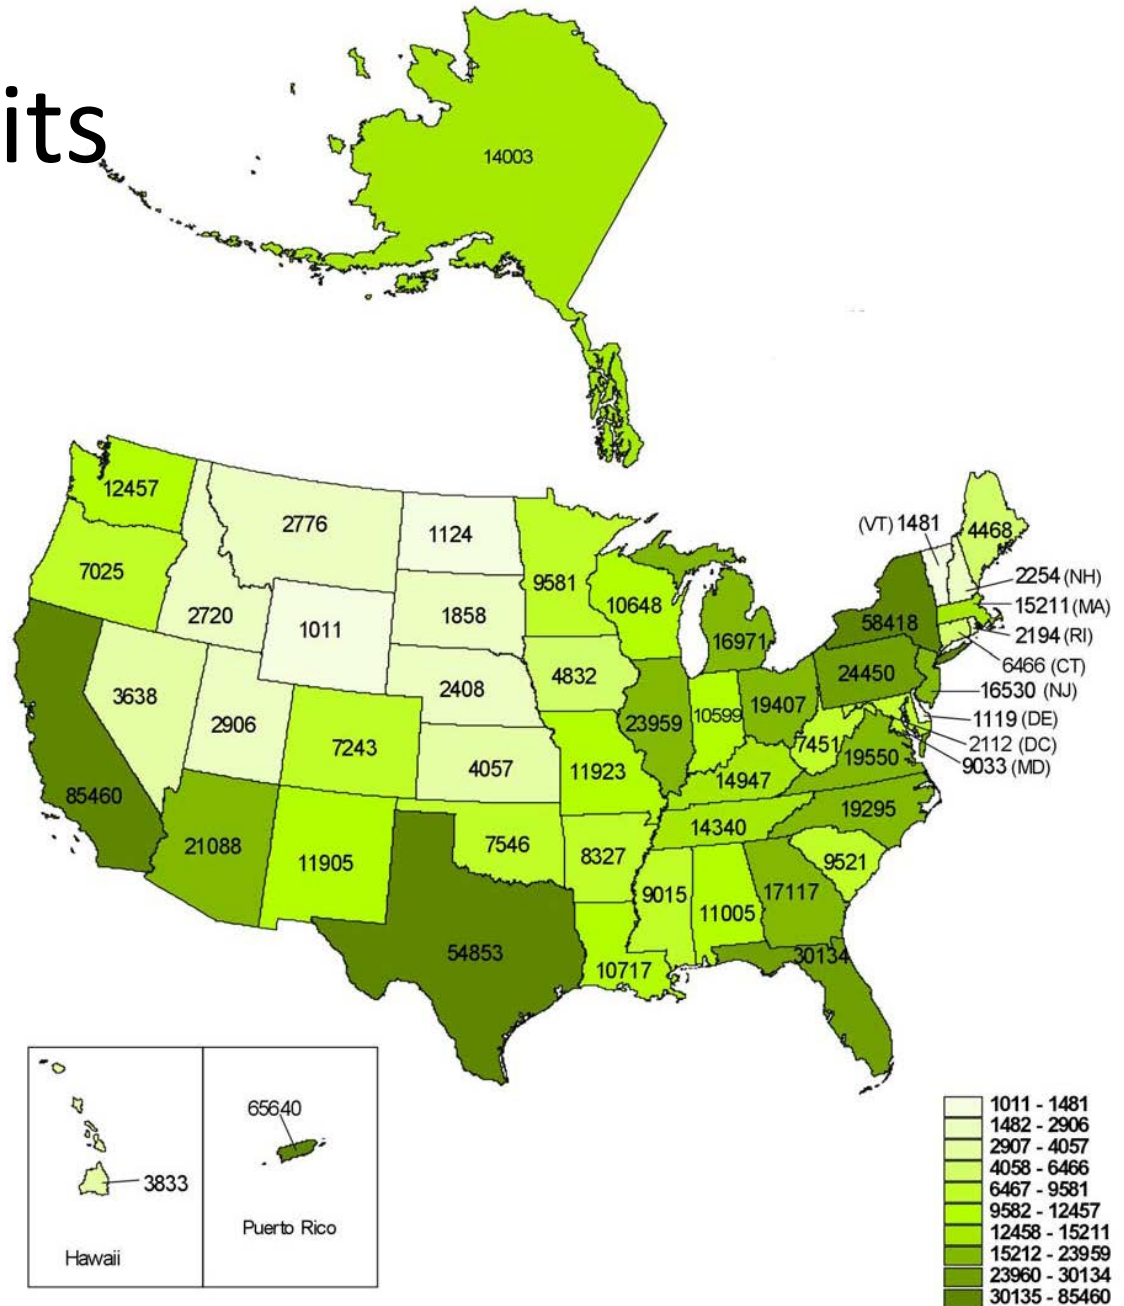 its
14003
12457
2776
1124
(VT) 1481
4468
7025
9581
2254 (NH)
2720
1011
1858
10648
15211 (MA)
16971
58418
2194 (RI)
6466 (CT)
3638
2906
2408
4832
24450
16530 (NJ)
7243
23959
10599
19407
1119 (DE)
7451
2112 (DC)
4057
11923
19550
9033 (MD)
14947
85460
21088
11905
7546
14340
19295
8327
9521
9015
11005
17117
54853
10717
30134
65640
3833
Puerto Rico
Hawaii
1011 - 1481
1482 - 2906
2907 - 4057
4058 - 6466
6467 - 9581
9582 - 12457
12458 - 15211
15212 - 23959
23960 - 30134
30135 - 85460